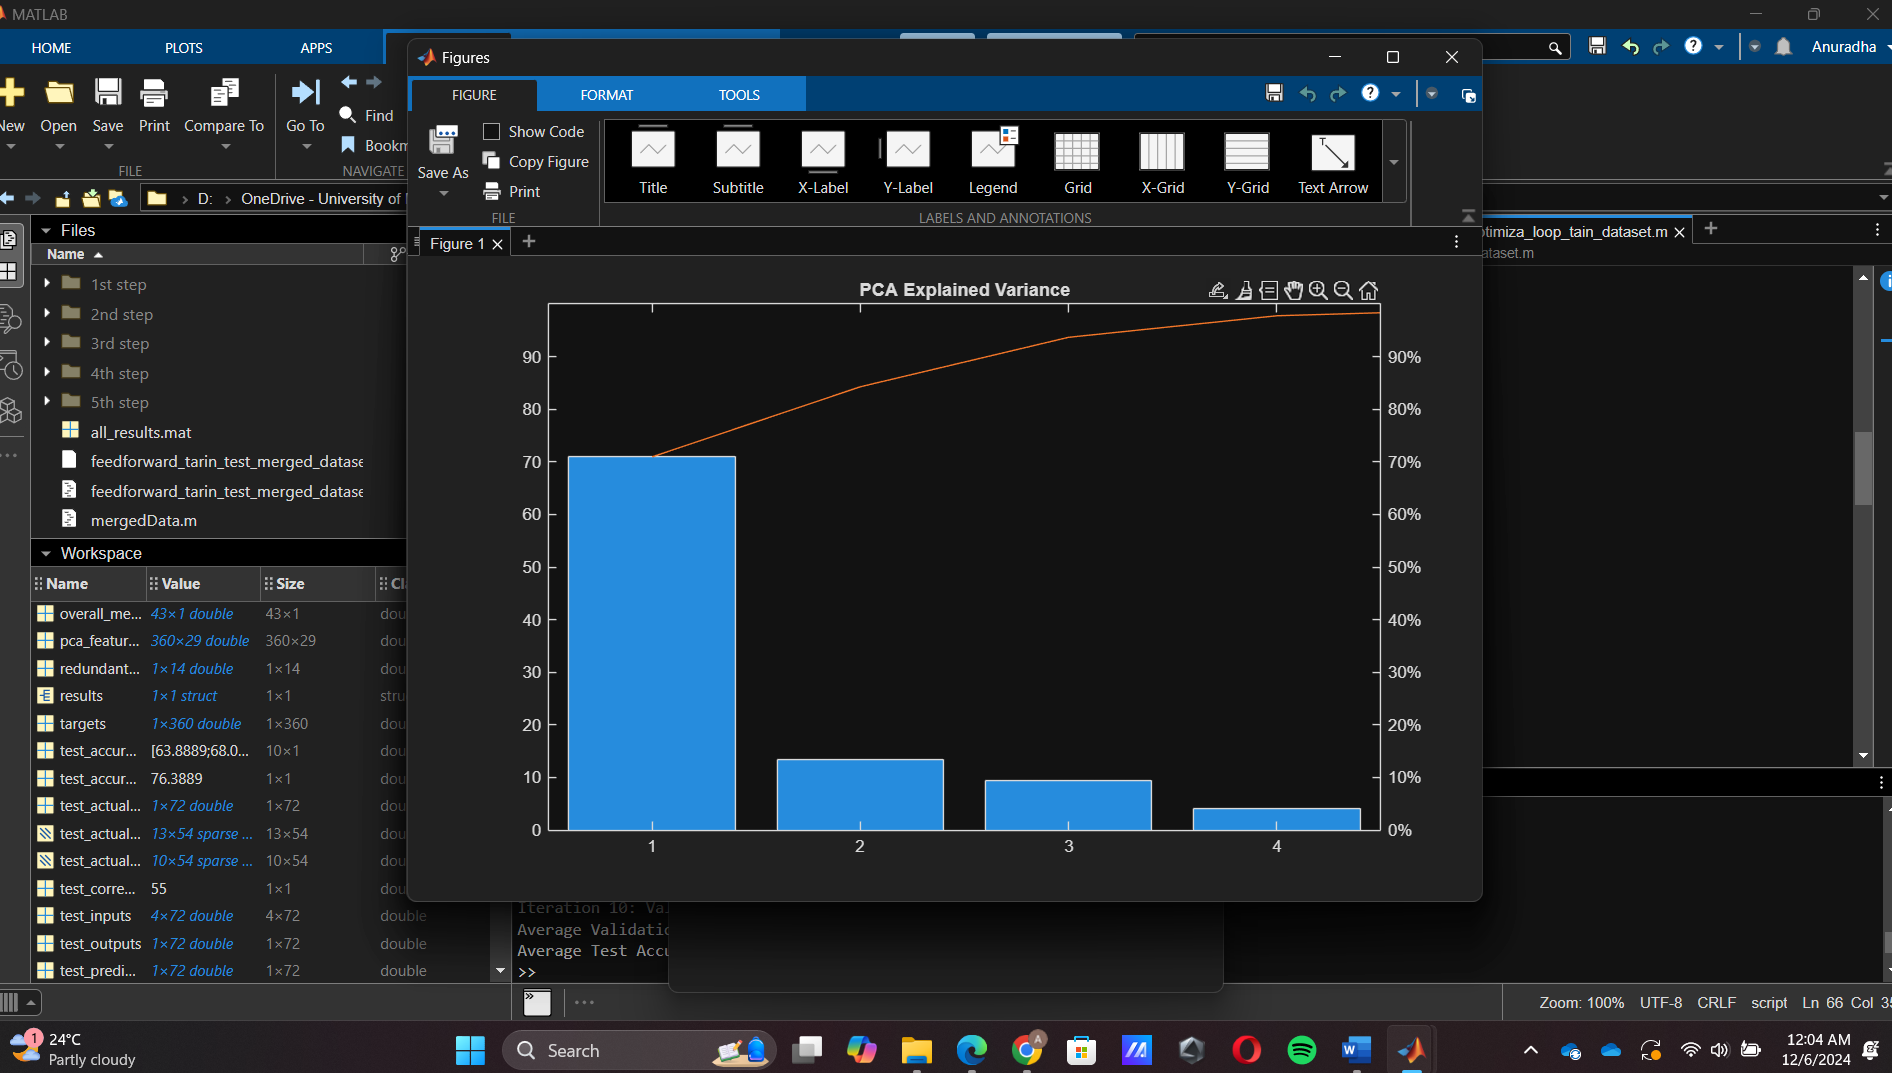 MATLAB
HOME PLOTS APPS
Anuradha
New Open Save Print Compare To Go To Find
FILE NAVIGATE
D: OneDrive - University of
Files
Name
1st step
2nd step
3rd step
4th step
5th step
all_results.mat
feedforward_tarin_test_merged_datase
feedforward_tarin_test_merged_datase
mergedData.m
Workspace
Name Value Size
overall_me... 43×1 double 43×1 dou
pca_featur... 360×29 double 360×29 dou
redundant... 1×14 double 1×14 dou
results 1×1 struct 1×1 stru
targets 1×360 double 1×360 dou
test_accur... [63.8889;68.0... 10×1 dou
test_accur... 76.3889 1×1 dou
test_actual... 1×72 double 1×72 dou
test_actual... 13×54 sparse ... 13×54 dou
test_actual... 10×54 sparse ... 10×54 dou
test_corre... 55 1×1 dou
test_inputs 4×72 double 4×72 double
test_outputs 1×72 double 1×72 double
test_predi... 1×72 double 1×72 double
Figures
FIGURE FORMAT TOOLS
Save As
Show Code
Copy Figure
Print
FILE
Title Subtitle X-Label Y-Label Legend Grid X-Grid Y-Grid Text Arrow
LABELS AND ANNOTATIONS
Figure 1
PCA Explained Variance
90 90%
80 80%
70 70%
60 60%
50 50%
40 40%
30 30%
20 20%
10 10%
0 0%
1 2 3 4
timiza_loop_tain_dataset.m
ataset.m
Iteration 10: Val
Average Validatio
Average Test Accu
>>
Zoom: 100% UTF-8 CRLF script Ln 66 Col 35
1
24°C
Partly cloudy
Search
A
12:04 AM
12/6/2024